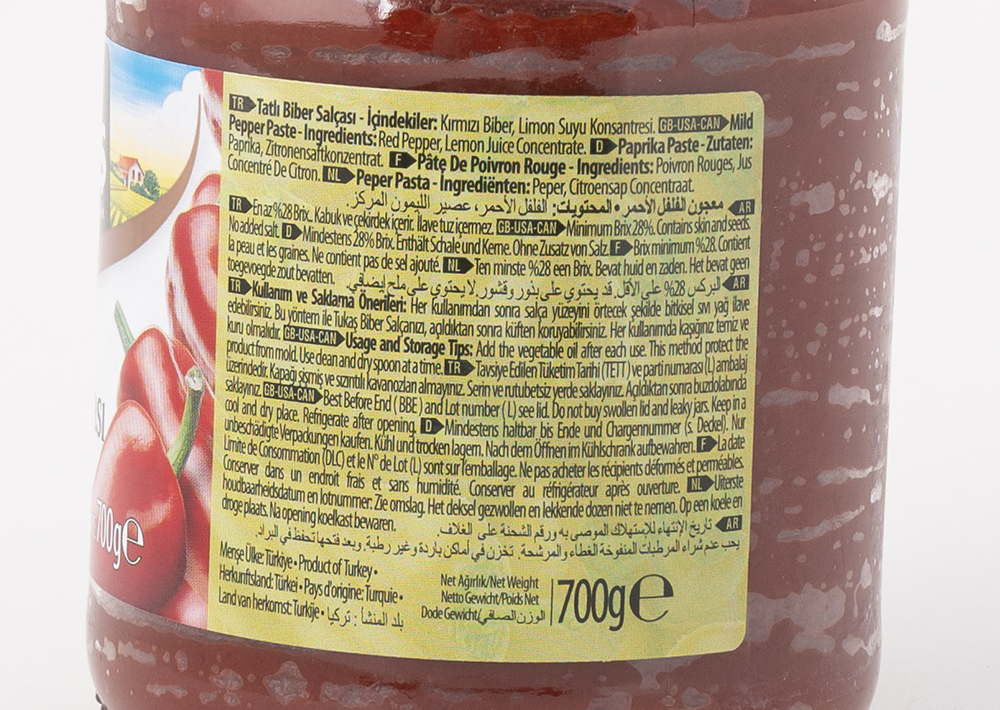 TR Tatlı Biber Salçası - İçindekiler: Kırmızı Biber, Limon Suyu Konsantresi. GB-USA-CAN Mild
Pepper Paste - Ingredients: Red Pepper, Lemon Juice Concentrate. D Paprika Paste - Zutaten:
Paprika, Zitronensaftkonzentrat. F Pâte De Poivron Rouge - Ingredients: Poivron Rouges, Jus
Concentré De Citron. NL Peper Pasta - Ingrediënten: Peper, Citroensap Concentraat.
AR معجون الفلفل الأحمر • المحتويات: الفلفل الأحمر، عصير الليمون المركز.
TR En az %28 Brix. Kabuk ve çekirdek içerir. İlave tuz içermez. GB-USA-CAN Minimum Brix 28%. Contains skin and seeds.
No added salt. D Mindestens 28% Brix. Enthält Schale und Kerne. Ohne Zusatz von Salz. F Brix minimum %28. Contient
la peau et les graines. Ne contient pas de sel ajouté. NL Ten minste %28 een Brix. Bevat huid en zaden. Het bevat geen
toegevoegde zout bevatten.
AR البركس 28% على الأقل. قد يحتوي على بذور وقشور. لا يحتوي على ملح إيضافي.
TR Kullanım ve Saklama Önerileri: Her Kullanımdan sonra salça yüzeyini örtecek şekilde bitkisel sıvı yağ ilave
edebilirsiniz. Bu yöntem ile Tukaş Biber Salçanızı, açıldıktan sonra küften koruyabilirsiniz. Her kullanımda kaşığınız temiz ve
kuru olmalıdır. GB-USA-CAN Usage and Storage Tips: Add the vegetable oil after each use. This method protect the
product from mold. Use clean and dry spoon at a time. TR Tavsiye Edilen Tüketim Tarihi (TETT) ve parti numarası (L) ambalaj
üzerindedir. Kapağı şişmiş ve sızıntılı kavanozları almayınız. Serin ve rutubetsiz yerde saklayınız. Açıldıktan sonra buzdolabında
saklayınız. GB-USA-CAN Best Before End ( BBE ) and Lot number ( L ) see lid. Do not buy swollen lid and leaky jars. Keep in a
cool and dry place. Refrigerate after opening. D Mindestens haltbar bis Ende und Chargennummer (s. Deckel). Nur
unbeschädigte Verpackungen kaufen. Kühl und trocken lagern. Nach dem Öffnen im Kühlschrank aufbewahren. F La date
Limite de Consommation (DLC) et le N° de Lot (L) sont sur l'emballage. Ne pas acheter les récipients déformés et perméables.
Conserver dans un endroit frais et sans humidité. Conserver au réfrigérateur après ouverture. NL Uiterste
houdbaarheidsdatum en lotnummer: Zie omslag. Het deksel gezwollen en lekkende dozen niet te nemen. Op een koele en
droge plaats. Na opening koelkast bewaren.
AR تاريخ الإنتهاء للإستهلاك الموصى به ورقم الشحنة على الغلاف.
يجب عدم شراء المرطبات المنفوخة الغطاء والمرشحة. تخزن في أماكن باردة وغير رطبة. وبعد فتحها تحفظ في البراد.
Menşe Ülke: Türkiye • Product of Turkey •
Herkunftsland: Türkei • Pays d'origine: Turquie •
Land van herkomst: Turkije • بلد المنشأ : تركيا
Net Ağırlık/Net Weight
Netto Gewicht/Poids Net
Dode Gewicht/الوزن الصافي
700g e
ASI
700g e